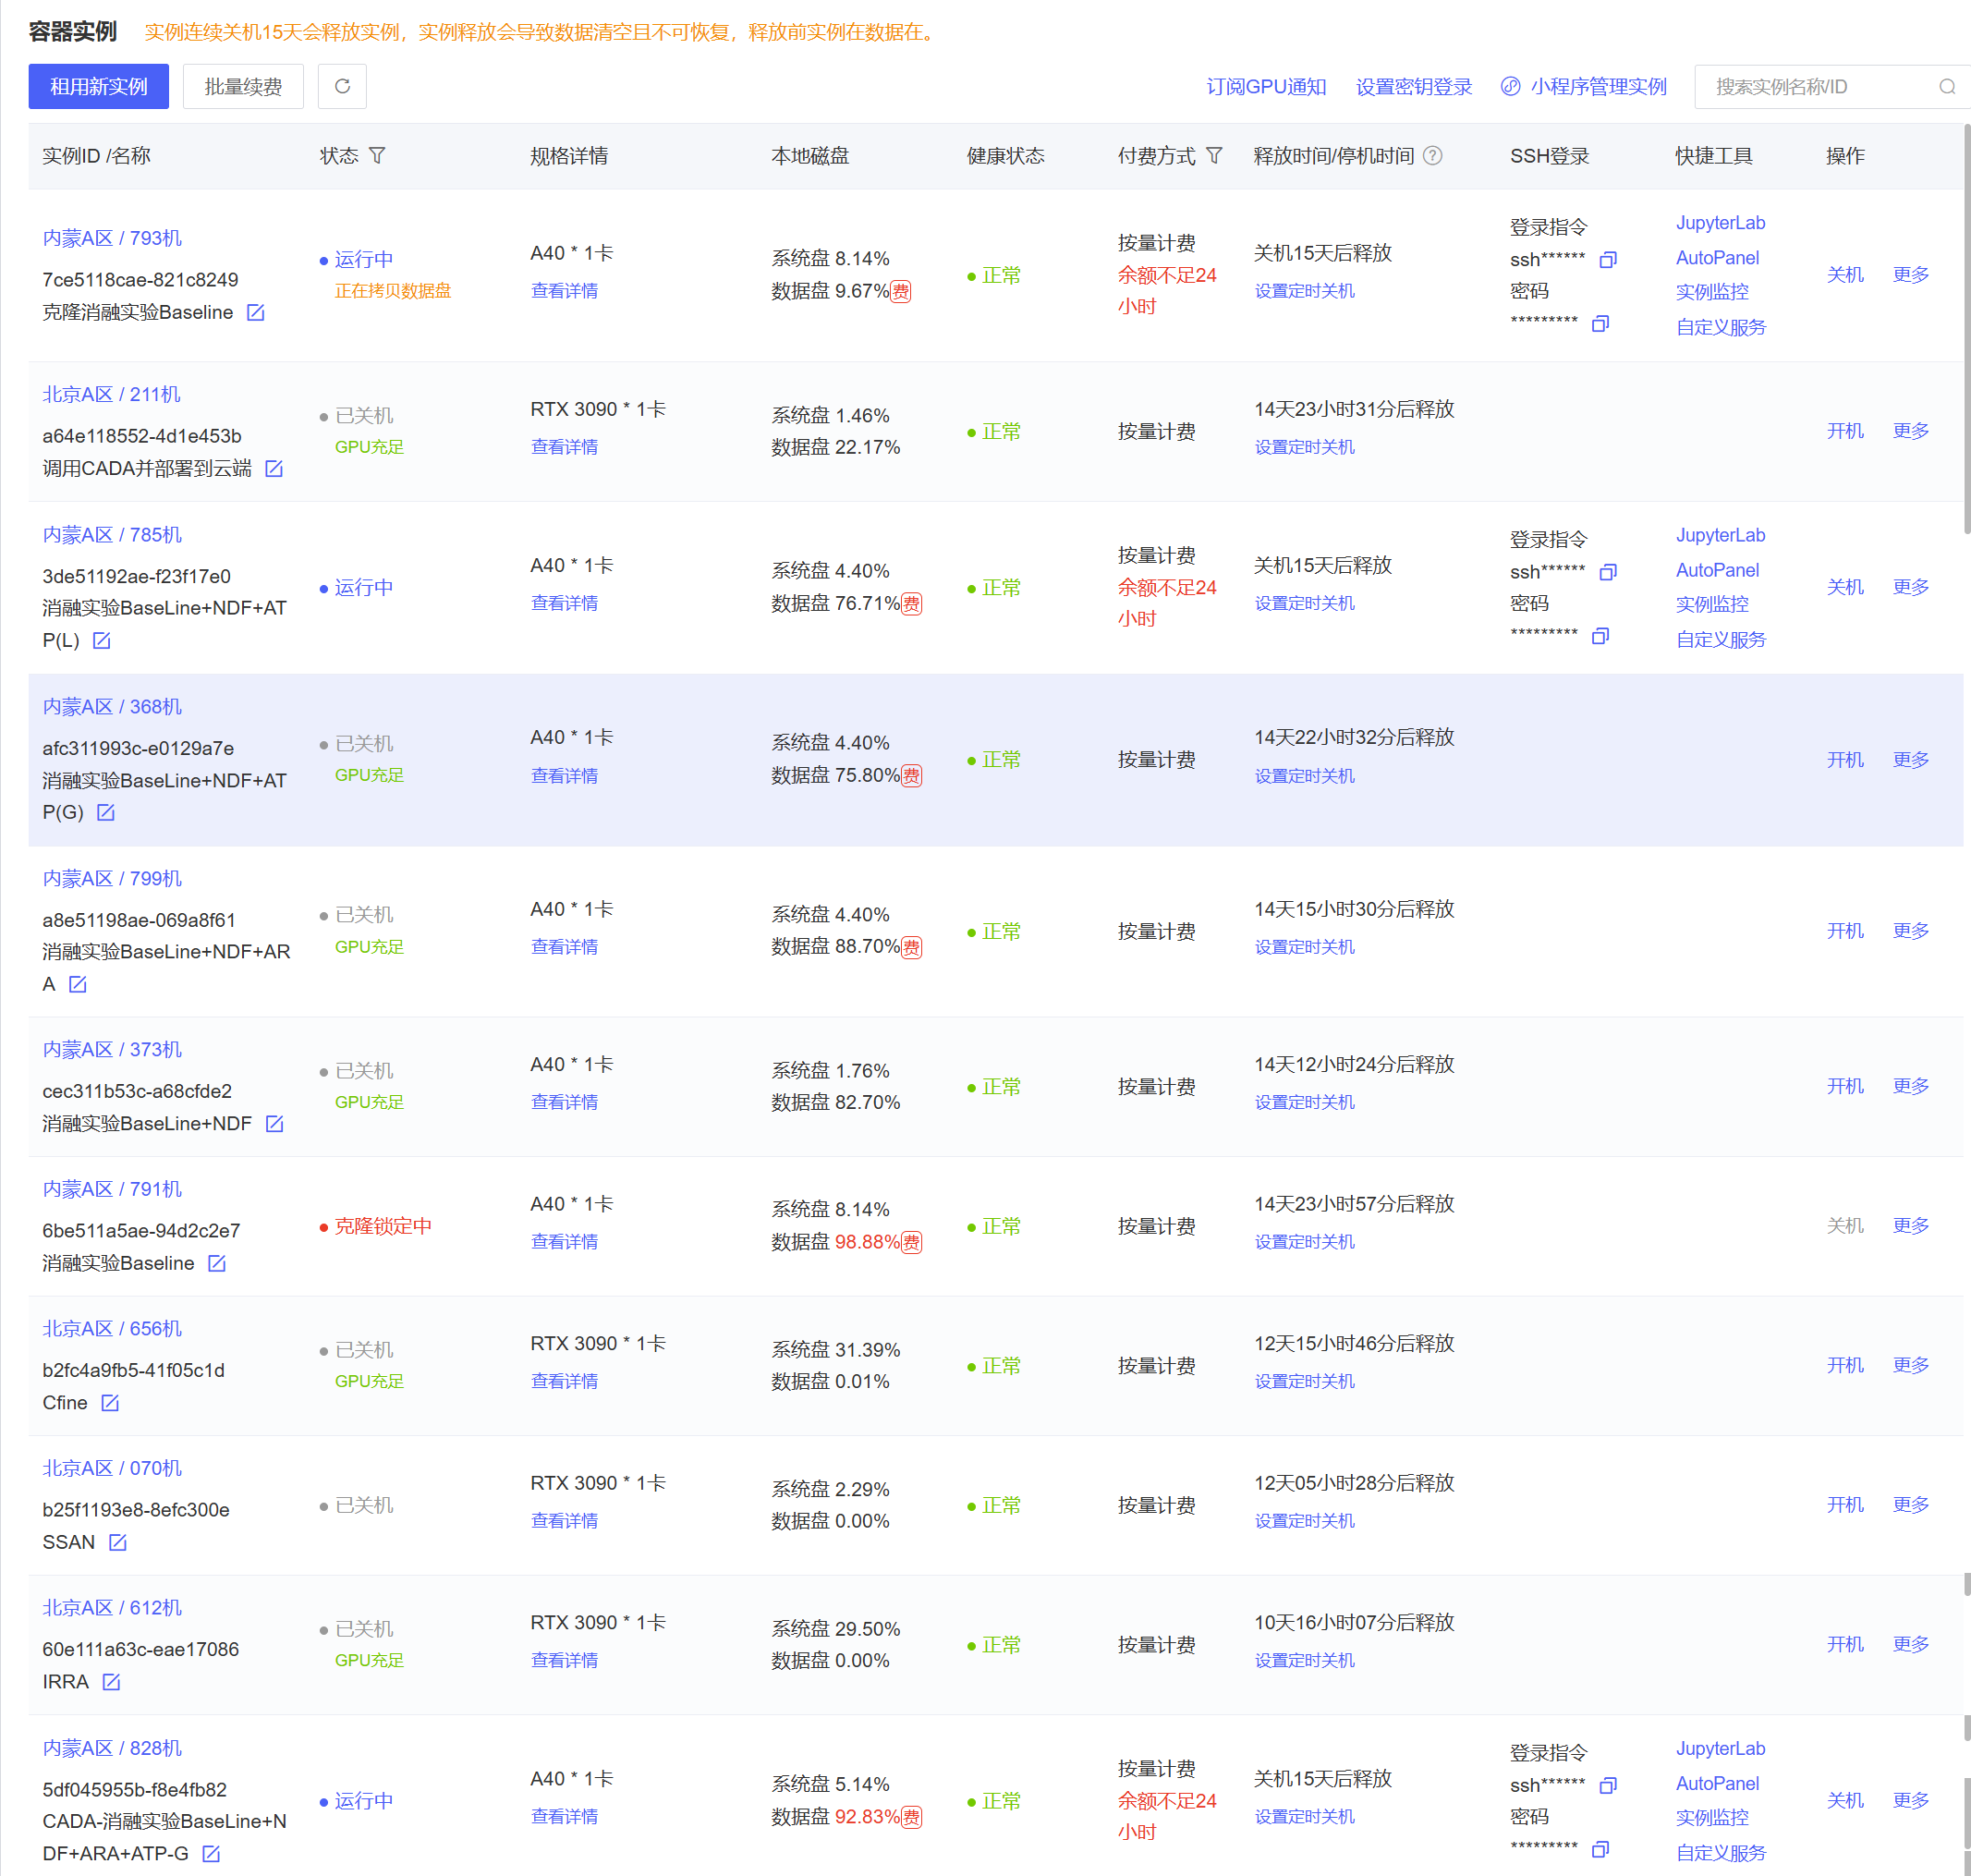 容器实例 实例连续关机15天会释放实例，实例释放会导致数据清空且不可恢复，释放前实例在数据在。
租用新实例 批量续费 订阅GPU通知 设置密钥登录 小程序管理实例 搜索实例名称/ID
实例ID /名称 状态 规格详情 本地磁盘 健康状态 付费方式 释放时间/停机时间 ? SSH登录 快捷工具 操作
内蒙A区 / 793机
7ce5118cae-821c8249
克隆消融实验Baseline
运行中
正在拷贝数据盘
A40 * 1卡
查看详情
系统盘 8.14%
数据盘 9.67%费
正常
按量计费
余额不足24
小时
关机15天后释放
设置定时关机
登录指令
ssh******
密码
*********
JupyterLab
AutoPanel
实例监控
自定义服务
关机 更多
北京A区 / 211机
a64e118552-4d1e453b
调用CADA并部署到云端
已关机
GPU充足
RTX 3090 * 1卡
查看详情
系统盘 1.46%
数据盘 22.17%
正常
按量计费
14天23小时31分后释放
设置定时关机
开机 更多
内蒙A区 / 785机
3de51192ae-f23f17e0
消融实验BaseLine+NDF+AT
P(L)
运行中
A40 * 1卡
查看详情
系统盘 4.40%
数据盘 76.71%费
正常
按量计费
余额不足24
小时
关机15天后释放
设置定时关机
登录指令
ssh******
密码
*********
JupyterLab
AutoPanel
实例监控
自定义服务
关机 更多
内蒙A区 / 368机
afc311993c-e0129a7e
消融实验BaseLine+NDF+AT
P(G)
已关机
GPU充足
A40 * 1卡
查看详情
系统盘 4.40%
数据盘 75.80%费
正常
按量计费
14天22小时32分后释放
设置定时关机
开机 更多
内蒙A区 / 799机
a8e51198ae-069a8f61
消融实验BaseLine+NDF+AR
A
已关机
GPU充足
A40 * 1卡
查看详情
系统盘 4.40%
数据盘 88.70%费
正常
按量计费
14天15小时30分后释放
设置定时关机
开机 更多
内蒙A区 / 373机
cec311b53c-a68cfde2
消融实验BaseLine+NDF
已关机
GPU充足
A40 * 1卡
查看详情
系统盘 1.76%
数据盘 82.70%
正常
按量计费
14天12小时24分后释放
设置定时关机
开机 更多
内蒙A区 / 791机
6be511a5ae-94d2c2e7
消融实验Baseline
克隆锁定中
A40 * 1卡
查看详情
系统盘 8.14%
数据盘 98.88%费
正常
按量计费
14天23小时57分后释放
设置定时关机
关机 更多
北京A区 / 656机
b2fc4a9fb5-41f05c1d
Cfine
已关机
GPU充足
RTX 3090 * 1卡
查看详情
系统盘 31.39%
数据盘 0.01%
正常
按量计费
12天15小时46分后释放
设置定时关机
开机 更多
北京A区 / 070机
b25f1193e8-8efc300e
SSAN
已关机
RTX 3090 * 1卡
查看详情
系统盘 2.29%
数据盘 0.00%
正常
按量计费
12天05小时28分后释放
设置定时关机
开机 更多
北京A区 / 612机
60e111a63c-eae17086
IRRA
已关机
GPU充足
RTX 3090 * 1卡
查看详情
系统盘 29.50%
数据盘 0.00%
正常
按量计费
10天16小时07分后释放
设置定时关机
开机 更多
内蒙A区 / 828机
5df045955b-f8e4fb82
CADA-消融实验BaseLine+N
DF+ARA+ATP-G
运行中
A40 * 1卡
查看详情
系统盘 5.14%
数据盘 92.83%费
正常
按量计费
余额不足24
小时
关机15天后释放
设置定时关机
登录指令
ssh******
密码
*********
JupyterLab
AutoPanel
实例监控
自定义服务
关机 更多